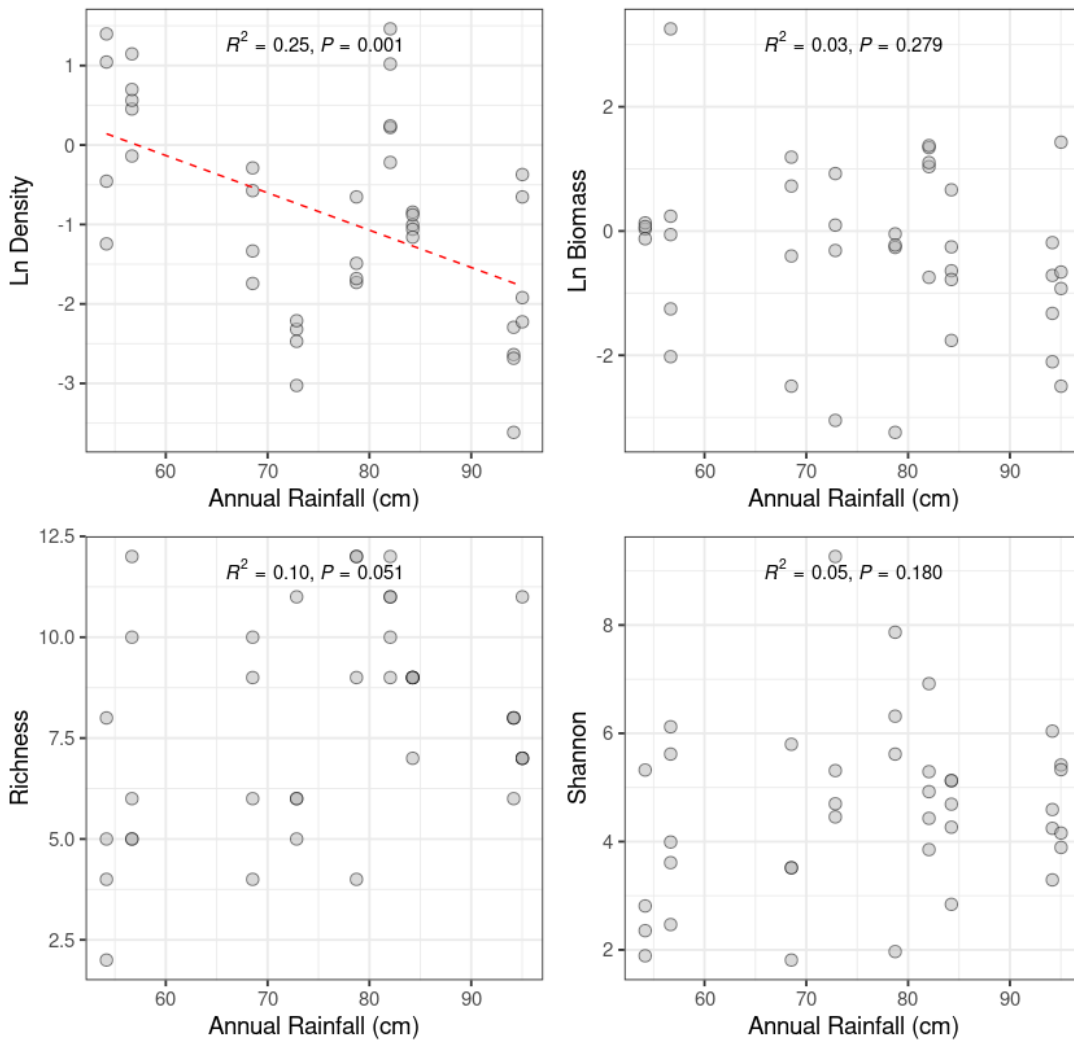 R² = 0.25, P = 0.001
1
0
-1
-2
-3
Ln Density
60 70 80 90
Annual Rainfall (cm)
R² = 0.03, P = 0.279
2
0
-2
Ln Biomass
60 70 80 90
Annual Rainfall (cm)
R² = 0.10, P = 0.051
12.5
10.0
7.5
5.0
2.5
Richness
60 70 80 90
Annual Rainfall (cm)
R² = 0.05, P = 0.180
8
6
4
2
Shannon
60 70 80 90
Annual Rainfall (cm)